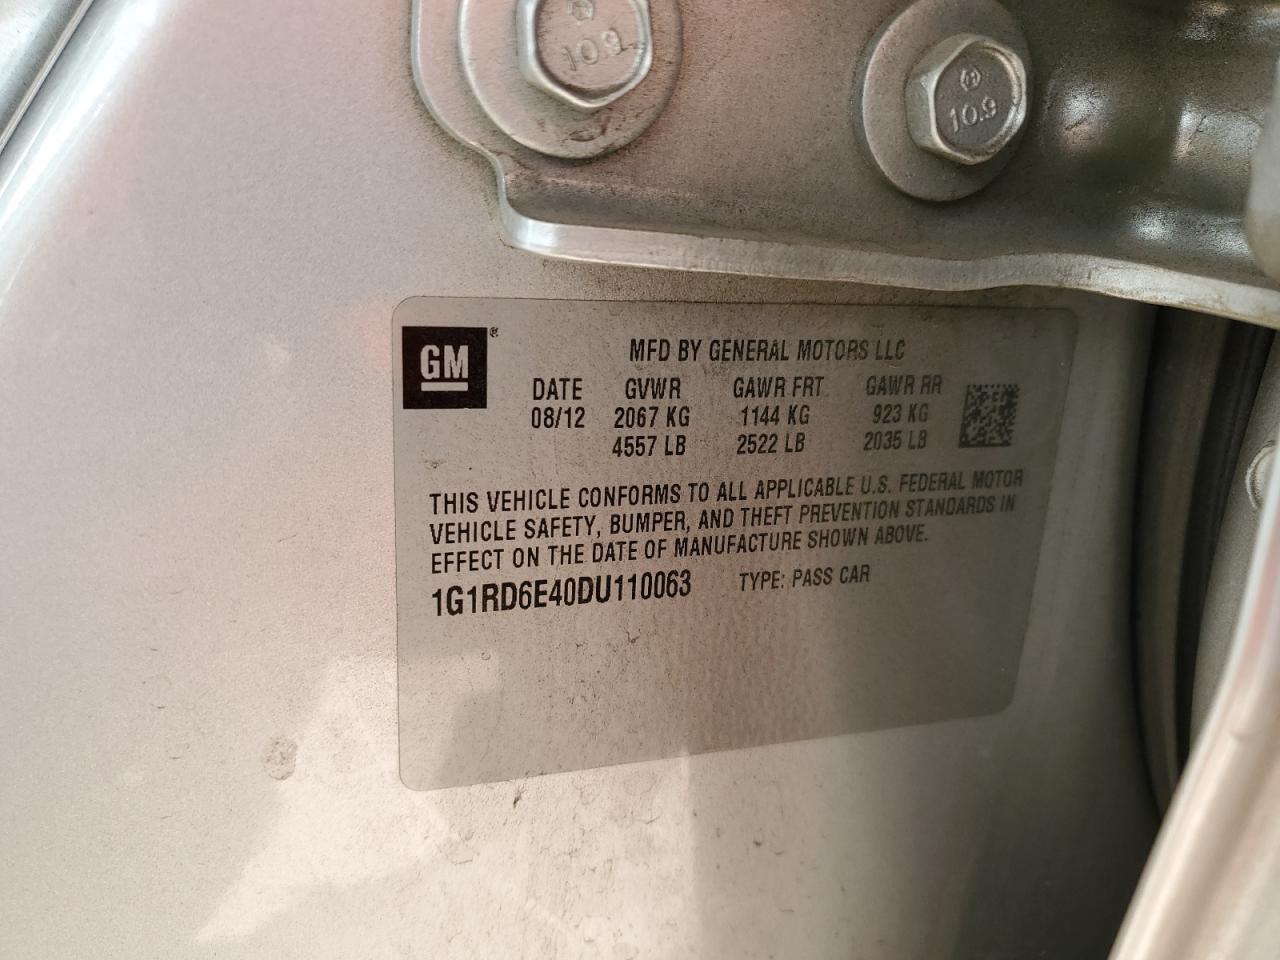 10.9
10.9
GM®
MFD BY GENERAL MOTORS LLC
DATE GVWR GAWR FRT GAWR RR
08/12 2067 KG 1144 KG 923 KG
4557 LB 2522 LB 2035 LB
THIS VEHICLE CONFORMS TO ALL APPLICABLE U.S. FEDERAL MOTOR
VEHICLE SAFETY, BUMPER, AND THEFT PREVENTION STANDARDS IN
EFFECT ON THE DATE OF MANUFACTURE SHOWN ABOVE.
1G1RD6E40DU110063 TYPE: PASS CAR